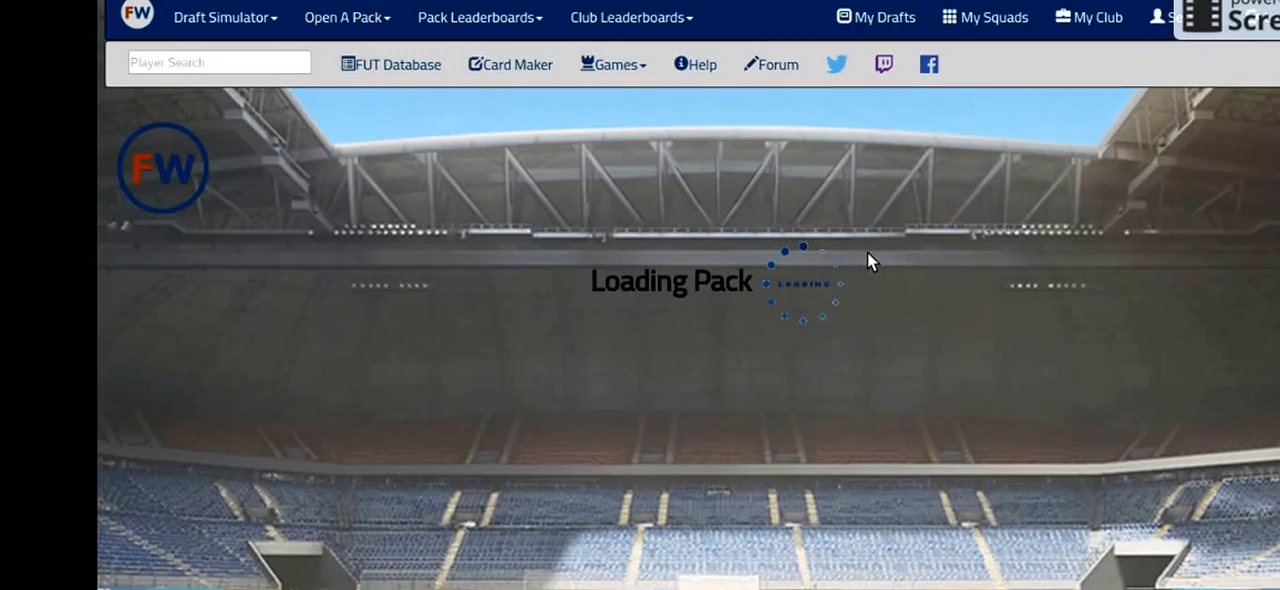 FW Draft Simulator Open A Pack Pack Leaderboards Club Leaderboards My Drafts My Squads My Club
Player Search FUT Database Card Maker Games Help Forum
FW
Loading Pack LOADING